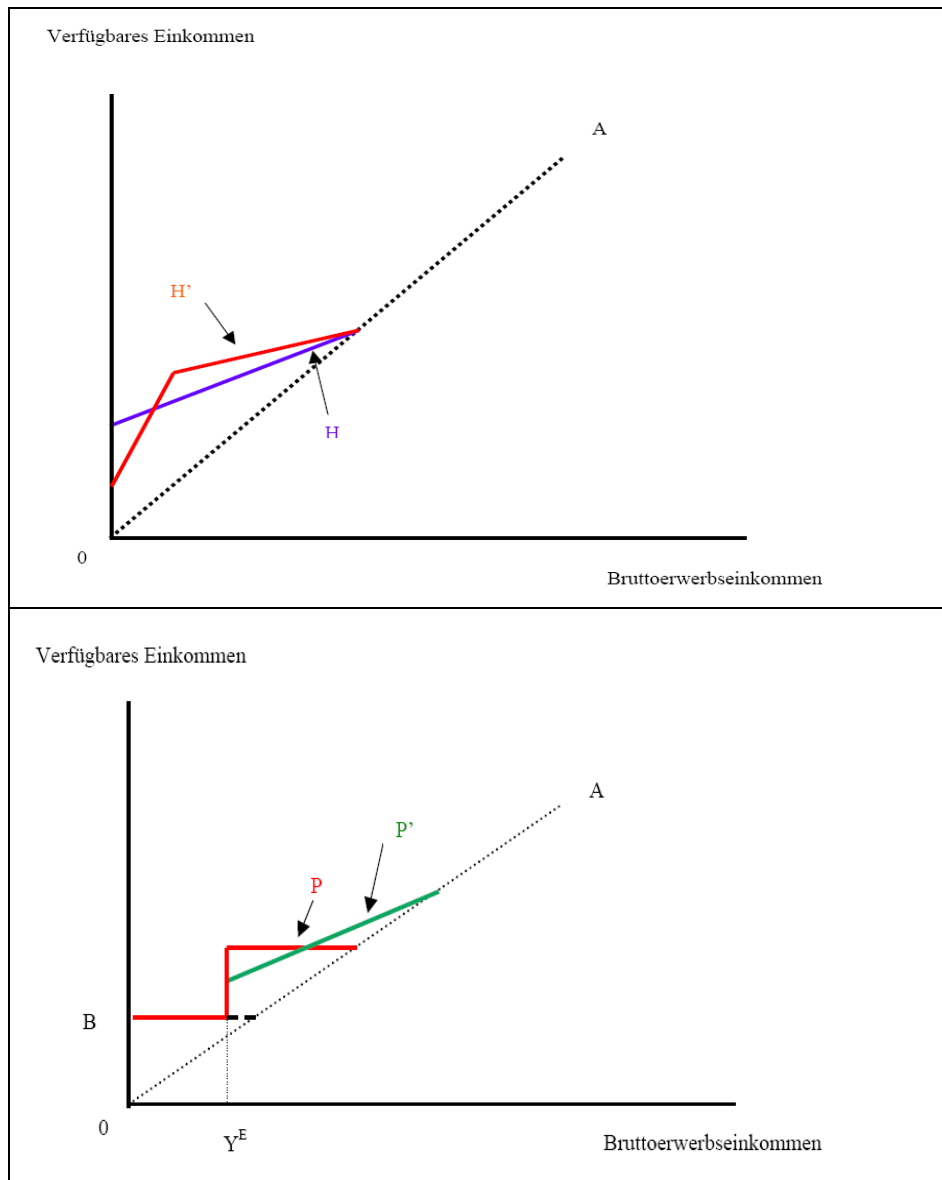 Verfügbares Einkommen
A
H’
H
0
Bruttoerwerbseinkommen
Verfügbares Einkommen
A
P’
P
B
0
Y^E
Bruttoerwerbseinkommen